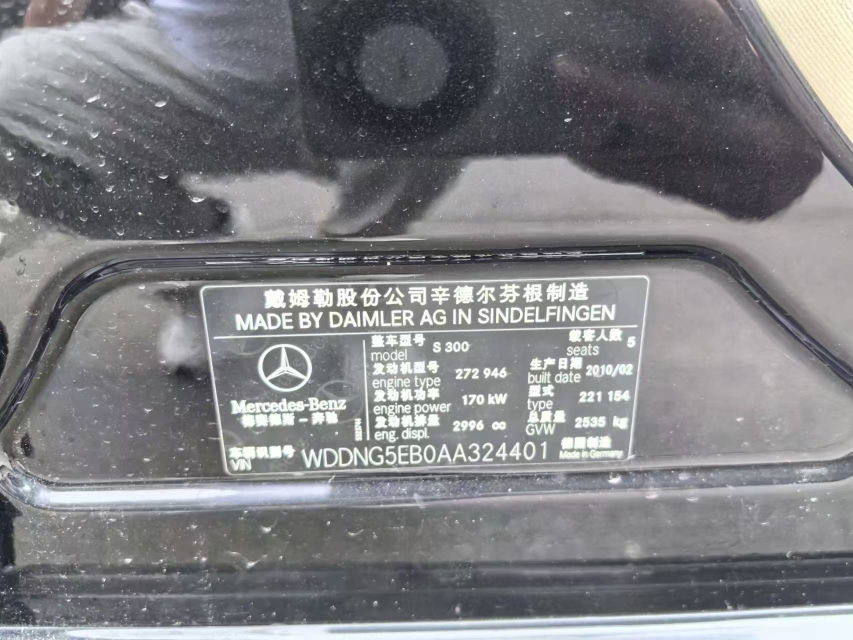 戴姆勒股份公司辛德尔芬根制造
MADE BY DAIMLER AG IN SINDELFINGEN
整车型号 载客人数
model S 300 seats 5
发动机型号 生产日期
engine type 272 946 built date 2010/02
发动机功率 型式
engine power 170 kW type 221 154
发动机排量 总质量
eng. displ. 2996 cc GVW 2535 kg
Mercedes-Benz
梅赛德斯－奔驰
车辆识别号 德国制造
VIN WDDNG5EB0AA324401 Made in Germany